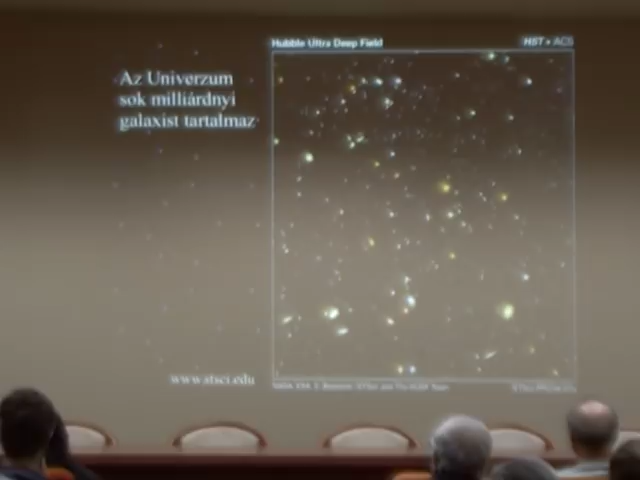 Hubble Ultra Deep Field
HST • ACS
Az Univerzum
sok milliárdnyi
galaxist tartalmaz
www.stsci.edu